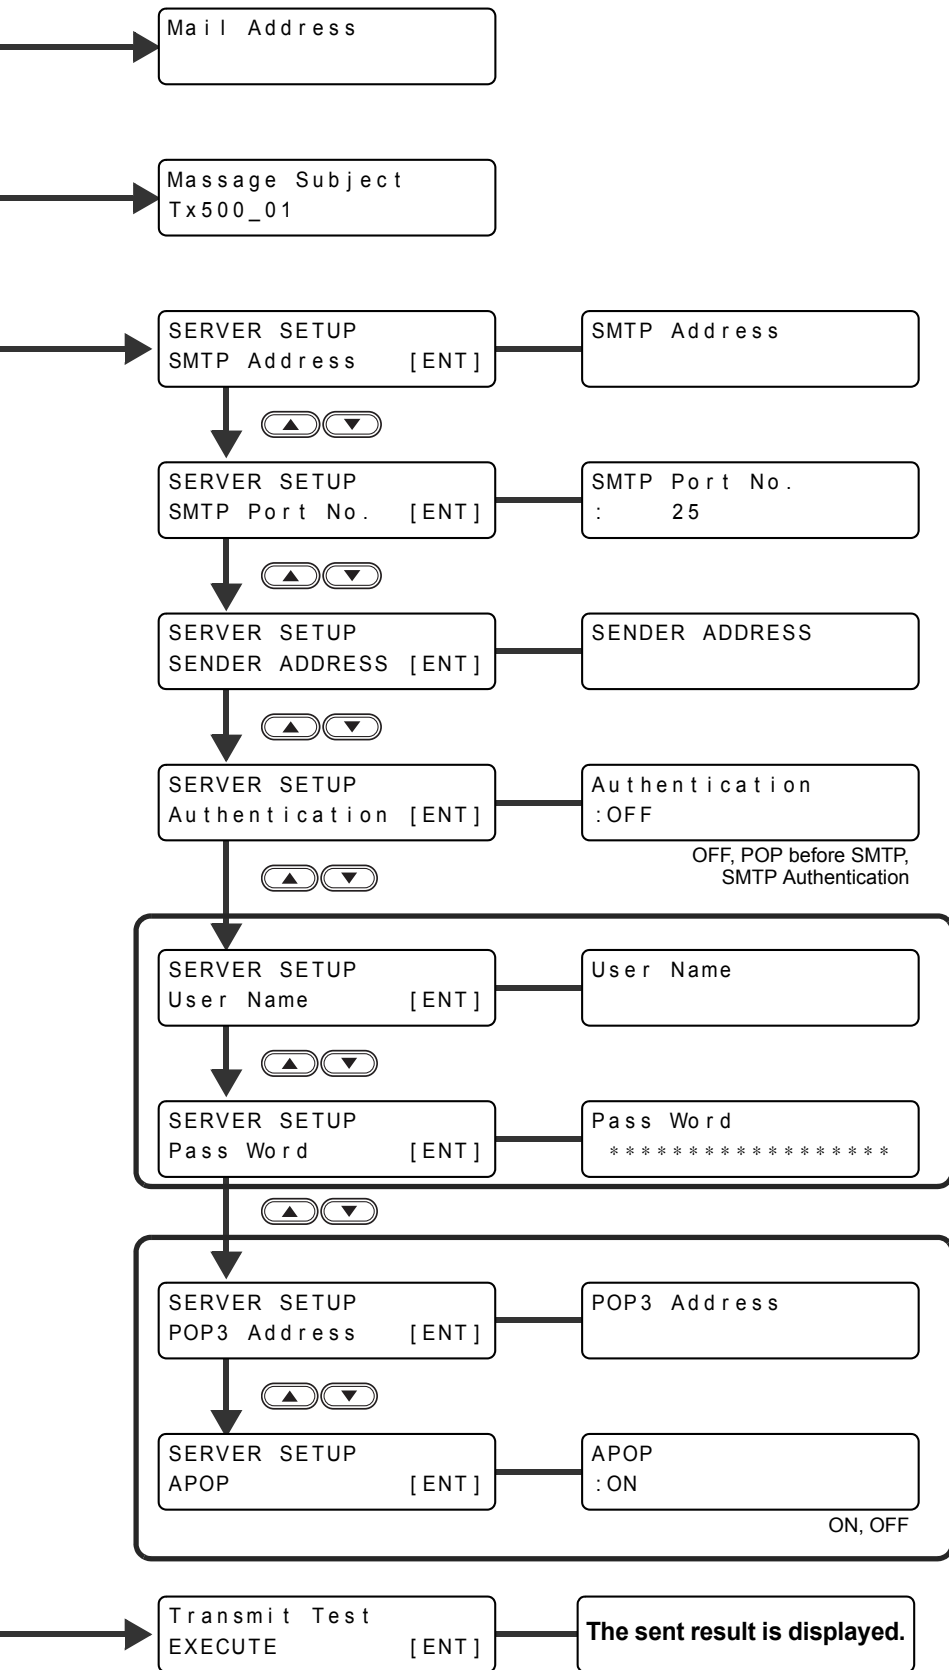 Mail Address
Massage Subject
Tx500_01
SERVER SETUP
SMTP Address [ENT]
SMTP Address
SERVER SETUP
SMTP Port No. [ENT]
SMTP Port No.
: 25
SERVER SETUP
SENDER ADDRESS [ENT]
SENDER ADDRESS
SERVER SETUP
Authentication [ENT]
Authentication
:OFF
OFF, POP before SMTP,
SMTP Authentication
SERVER SETUP
User Name [ENT]
User Name
SERVER SETUP
Pass Word [ENT]
Pass Word
******************
SERVER SETUP
POP3 Address [ENT]
POP3 Address
SERVER SETUP
APOP [ENT]
APOP
:ON
ON, OFF
Transmit Test
EXECUTE [ENT]
The sent result is displayed.